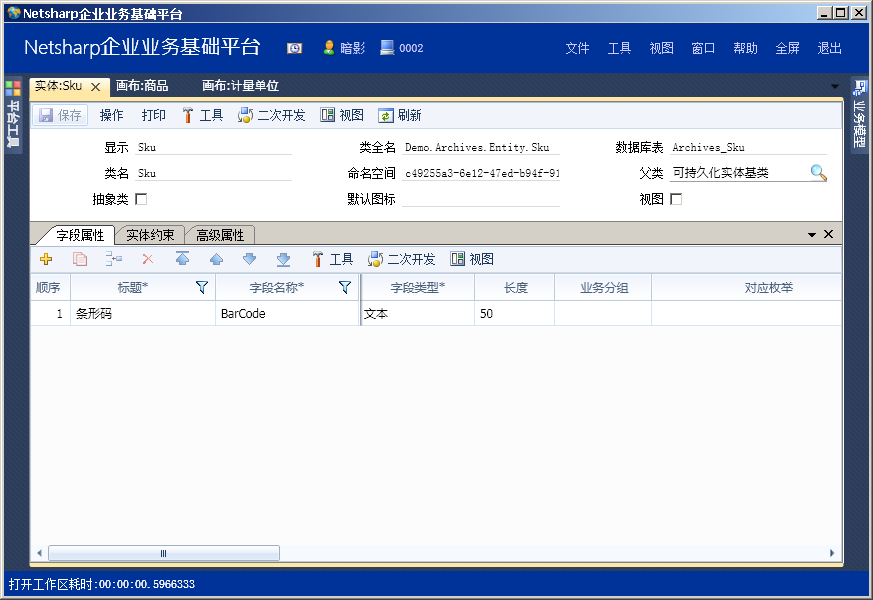 Netsharp企业业务基础平台
Netsharp企业业务基础平台 暗影 0002 文件 工具 视图 窗口 帮助 全屏 退出
平台工具
实体:Sku 画布:商品 画布:计量单位
业务模型
保存 操作 打印 工具 二次开发 视图 刷新
显示 Sku 类全名 Demo.Archives.Entity.Sku 数据库表 Archives_Sku
类名 Sku 命名空间 c49255a3-6e12-47ed-b94f-91 父类 可持久化实体基类
抽象类 默认图标 视图
字段属性 实体约束 高级属性
工具 二次开发 视图
顺序 标题* 字段名称* 字段类型* 长度 业务分组 对应枚举
1 条形码 BarCode 文本 50
打开工作区耗时:00:00:00.5966333